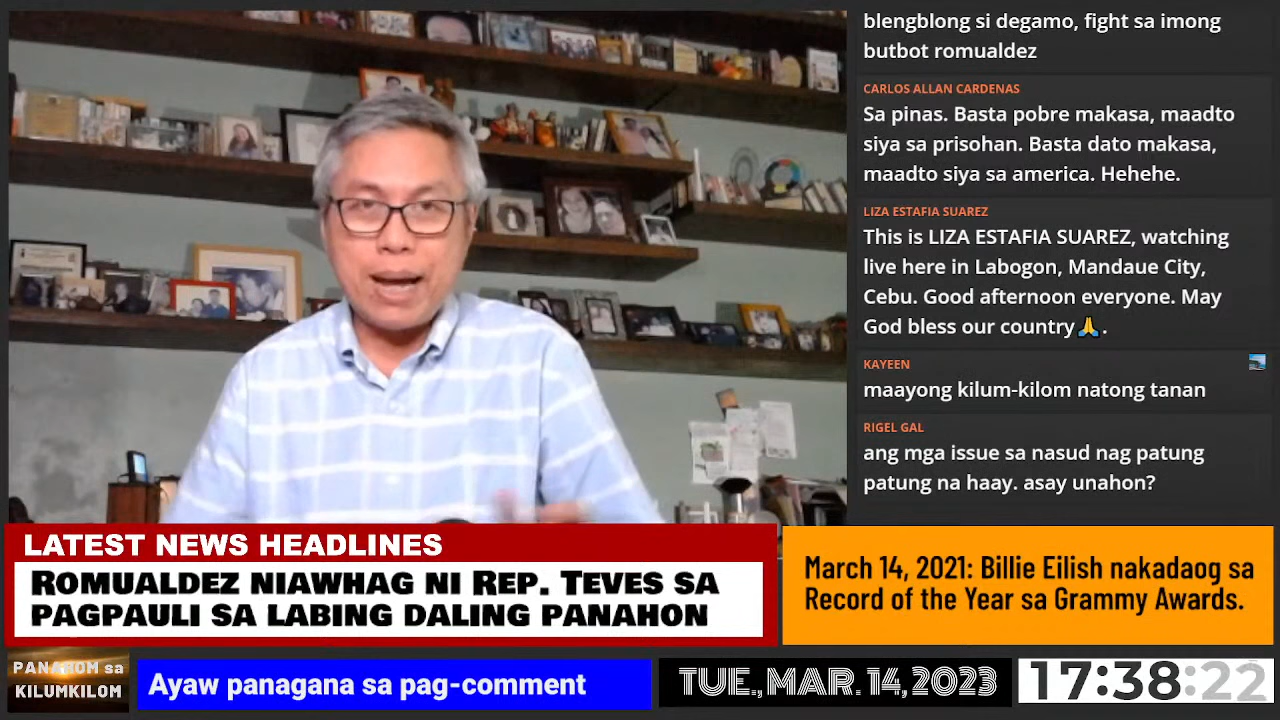 blengblong si degamo, fight sa imong
butbot romualdez
CARLOS ALLAN CARDENAS
Sa pinas. Basta pobre makasa, maadto
siya sa prisohan. Basta dato makasa,
maadto siya sa america. Hehehe.
LIZA ESTAFIA SUAREZ
This is LIZA ESTAFIA SUAREZ, watching
live here in Labogon, Mandaue City,
Cebu. Good afternoon everyone. May
God bless our country🙏.
KAYEEN
maayong kilum-kilom natong tanan
RIGEL GAL
ang mga issue sa nasud nag patung
patung na haay. asay unahon?
LATEST NEWS HEADLINES
ROMUALDEZ NIAWHAG NI REP. TEVES SA
PAGPAULI SA LABING DALING PANAHON
March 14, 2021: Billie Eilish nakadaog sa
Record of the Year sa Grammy Awards.
PANAHOM sa
KILUMKILOM
Ayaw panagana sa pag-comment
TUE., MAR. 14, 2023
17:38:22